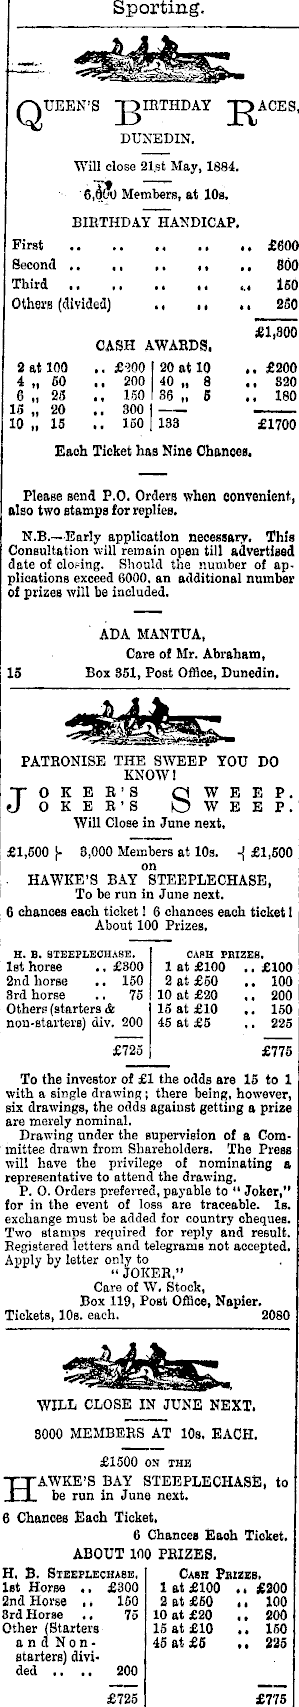 Sporting.
QUEEN'S BIRTHDAY RACES,
DUNEDIN.
Will close 21st May, 1884.
6,000 Members, at 10s.
BIRTHDAY HANDICAP.
First .. .. .. .. .. £600
Second .. .. .. .. .. 300
Third .. .. .. .. .. 150
Others (divided) .. .. .. 250
£1,300
CASH AWARDS.
2 at 100 .. £200 | 20 at 10 .. £200
4 „ 50 .. 200 | 40 „ 8 .. 320
6 „ 25 .. 150 | 36 „ 5 .. 180
15 „ 20 .. 300
10 „ 15 .. 150 | 133 £1700
Each Ticket has Nine Chances.
Please send P.O. Orders when convenient,
also two stamps for replies.
N.B.—Early application necessary. This
Consultation will remain open till advertised
date of closing. Should the number of ap-
plications exceed 6000, an additional number
of prizes will be included.
ADA MANTUA,
Care of Mr. Abraham,
15 Box 351, Post Office, Dunedin.
PATRONISE THE SWEEP YOU DO
KNOW!
JOKER'S SWEEP.
JOKER'S SWEEP.
Will Close in June next.
£1,500 }- 3,000 Members at 10s. -{ £1,500
on
HAWKE'S BAY STEEPLECHASE,
To be run in June next.
6 chances each ticket! 6 chances each ticket!
About 100 Prizes.
H. B. STEEPLECHASE. | CASH PRIZES.
1st horse .. £300 | 1 at £100 .. £100
2nd horse .. 150 | 2 at £50 .. 100
3rd horse .. 75 | 10 at £20 .. 200
Others (starters & | 15 at £10 .. 150
non-starters) div. 200 | 45 at £5 .. 225
£725 | £775
To the investor of £1 the odds are 15 to 1
with a single drawing; there being, however,
six drawings, the odds against getting a prize
are merely nominal.
Drawing under the supervision of a Com-
mittee drawn from Shareholders. The Press
will have the privilege of nominating a
representative to attend the drawing.
P. O. Orders preferred, payable to "Joker,"
for in the event of loss are traceable. 1s.
exchange must be added for country cheques.
Two stamps required for reply and result.
Registered letters and telegrams not accepted.
Apply by letter only to
"JOKER,"
Care of W. Stock,
Box 119, Post Office, Napier.
Tickets, 10s. each. 2080
WILL CLOSE IN JUNE NEXT.
3000 MEMBERS AT 10s. EACH.
£1500 ON THE
HAWKE'S BAY STEEPLECHASE, to
be run in June next.
6 Chances Each Ticket.
6 Chances Each Ticket.
ABOUT 100 PRIZES.
H. B. STEEPLECHASE. | CASH PRIZES.
1st Horse .. £300 | 1 at £100 .. £200
2nd Horse .. 150 | 2 at £50 .. 100
3rd Horse .. 75 | 10 at £20 .. 200
Other (Starters | 15 at £10 .. 150
and Non- | 45 at £5 .. 225
starters) divi-
ded .. .. 200
£725 | £775